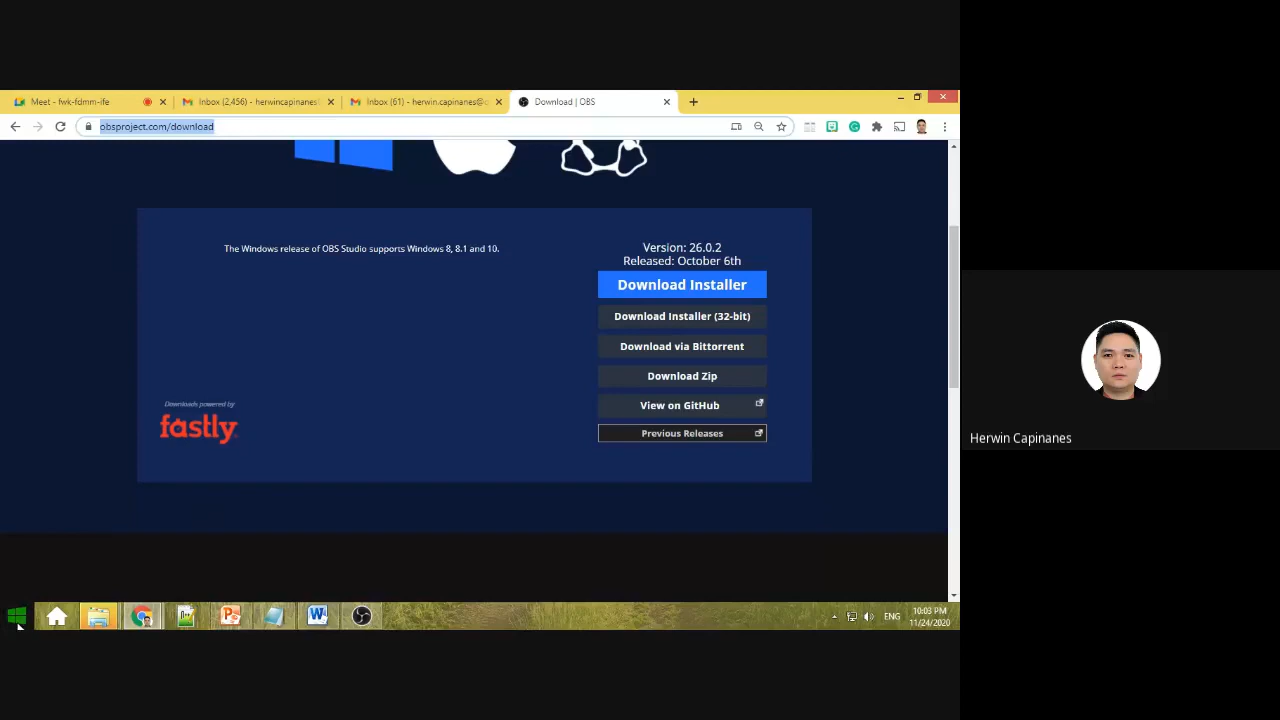 Meet - fwk-fdmm-ife
Inbox (2,456) - herwincapinanes
Inbox (61) - herwin.capinanes@
Download | OBS
obsproject.com/download
The Windows release of OBS Studio supports Windows 8, 8.1 and 10.
Version: 26.0.2
Released: October 6th
Download Installer
Download Installer (32-bit)
Download via Bittorrent
Download Zip
View on GitHub
Previous Releases
Downloads powered by
fastly
Herwin Capinanes
ENG
10:03 PM
11/24/2020